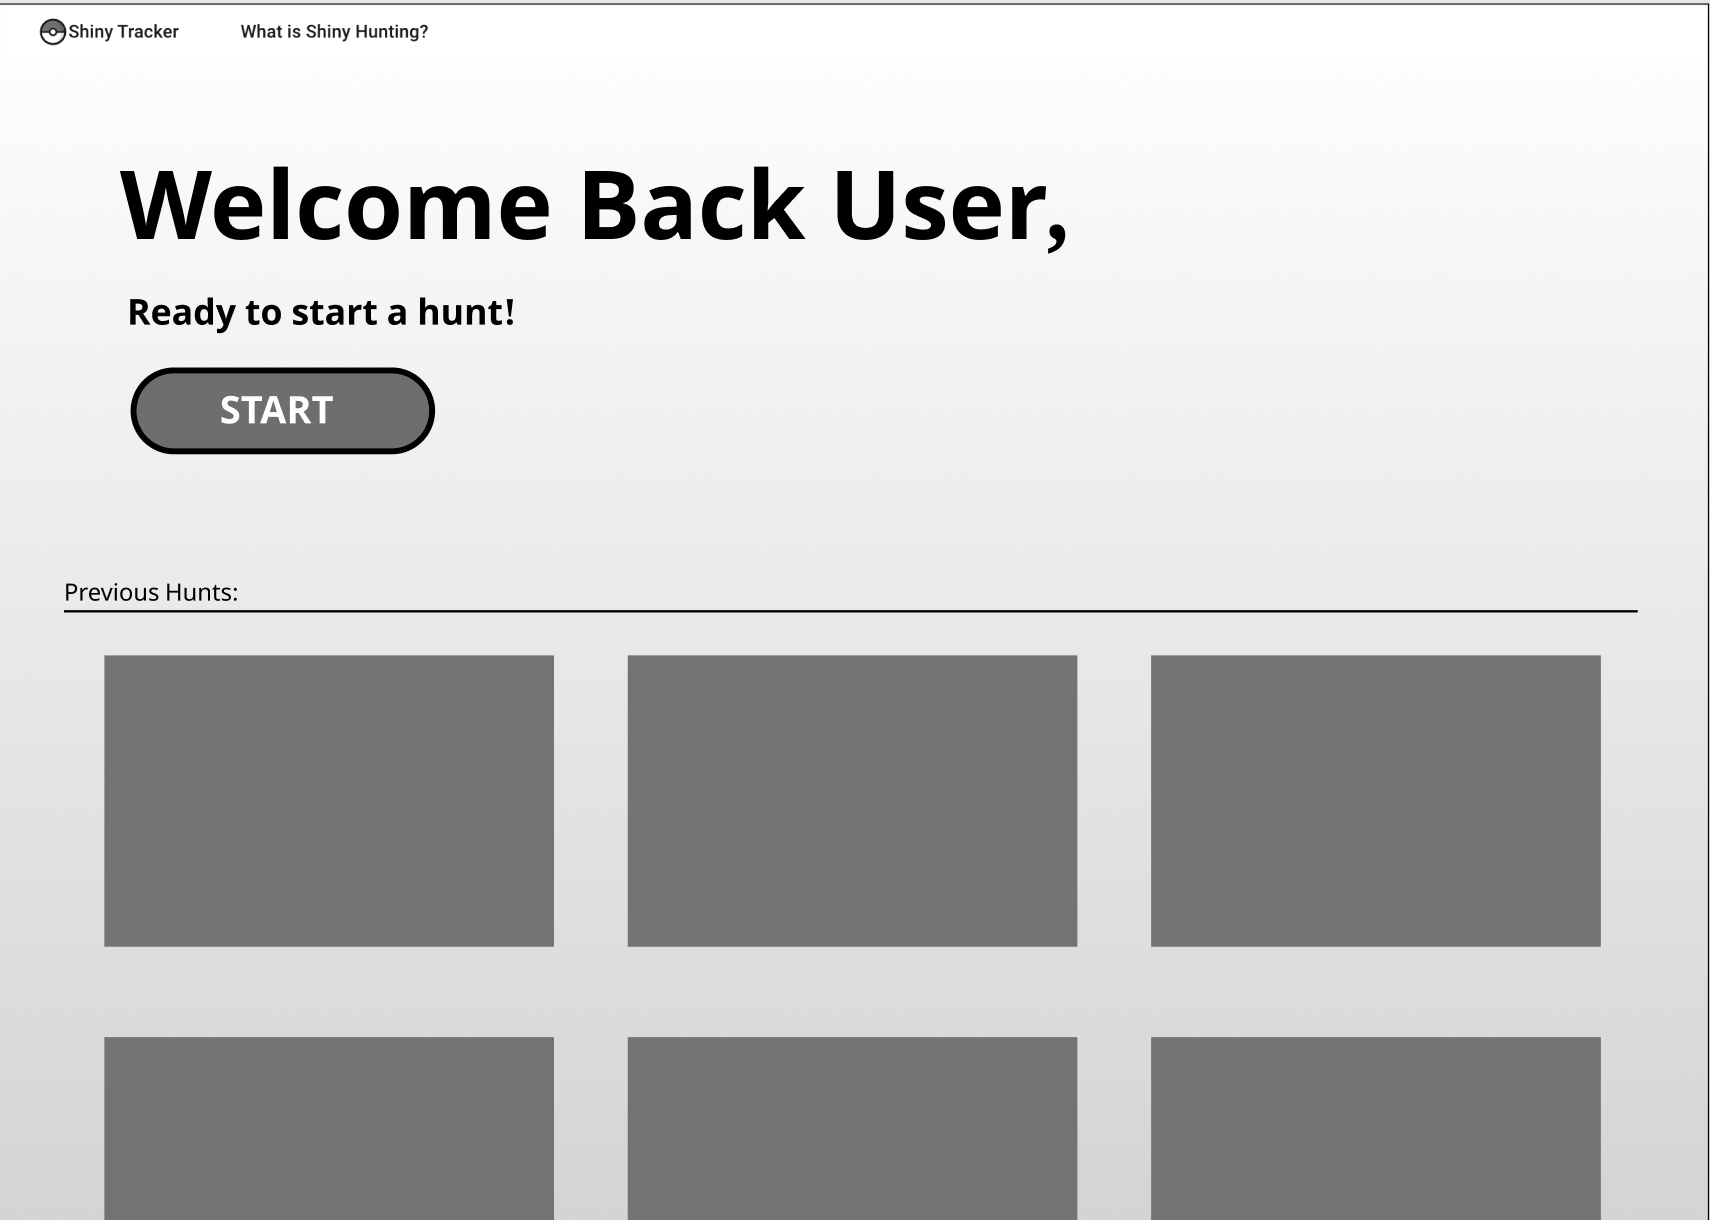 Shiny Tracker What is Shiny Hunting?
Welcome Back User,
Ready to start a hunt!
START
Previous Hunts: